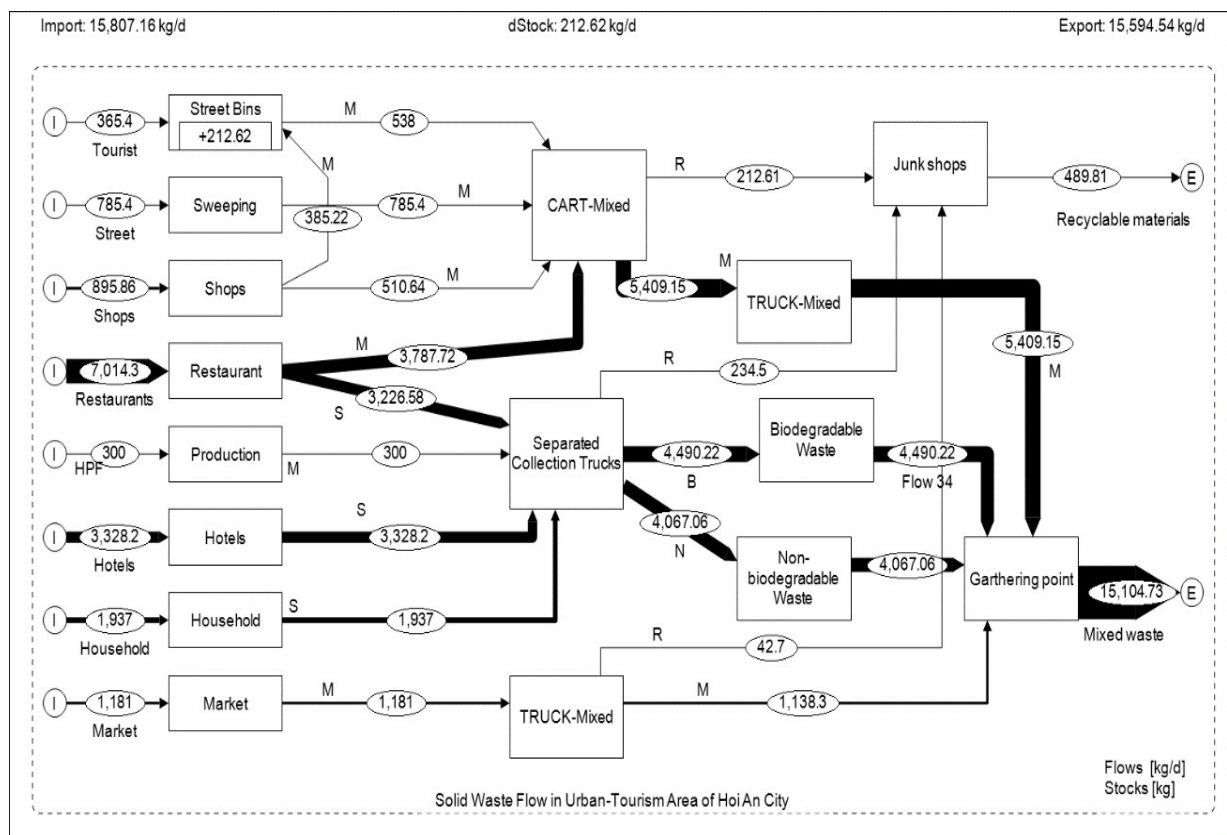 Import: 15,807.16 kg/d
dStock: 212.62 kg/d
Export: 15,594.54 kg/d
I
365.4
Tourist
Street Bins
+212.62
M
538
M
I
785.4
Street
Sweeping
M
785.4
385.22
I
895.86
Shops
Shops
M
510.64
CART-Mixed
R
212.61
Junk shops
489.81
E
Recyclable materials
5,409.15
M
TRUCK-Mixed
5,409.15
M
I
7,014.3
Restaurants
Restaurant
M
3,787.72
S
3,226.58
R
234.5
I
300
HPF
Production
M
300
Separated
Collection Trucks
4,490.22
B
Biodegradable
Waste
4,490.22
Flow 34
I
3,328.2
Hotels
Hotels
S
3,328.2
4,067.06
N
Non-
biodegradable
Waste
4,067.06
Garthering point
15,104.73
E
Mixed waste
I
1,937
Household
Household
S
1,937
R
42.7
I
1,181
Market
Market
M
1,181
TRUCK-Mixed
M
1,138.3
Flows [kg/d]
Stocks [kg]
Solid Waste Flow in Urban-Tourism Area of Hoi An City